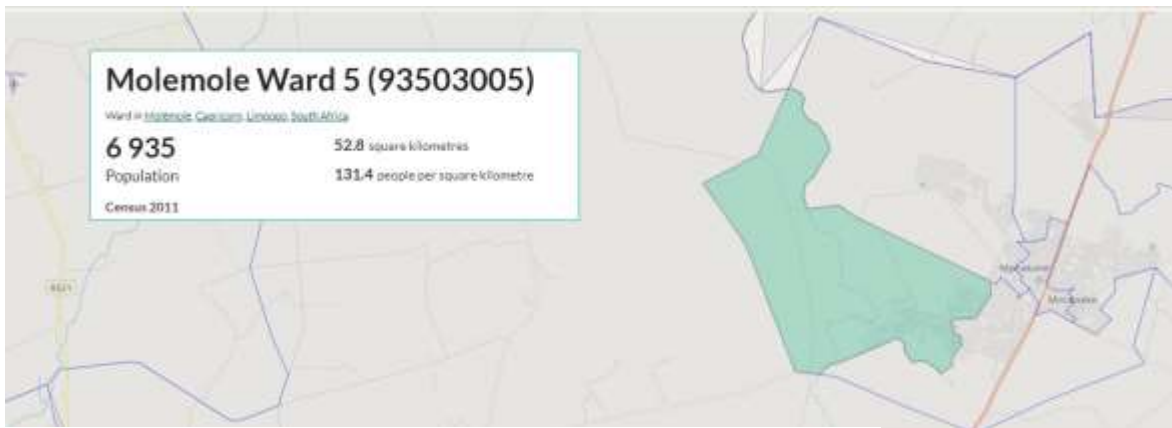 Molemole Ward 5 (93503005)
Ward in Molemole, Capricorn, Limpopo, South Africa
6 935
52.8 square kilometres
Population
131.4 people per square kilometre
Census 2011